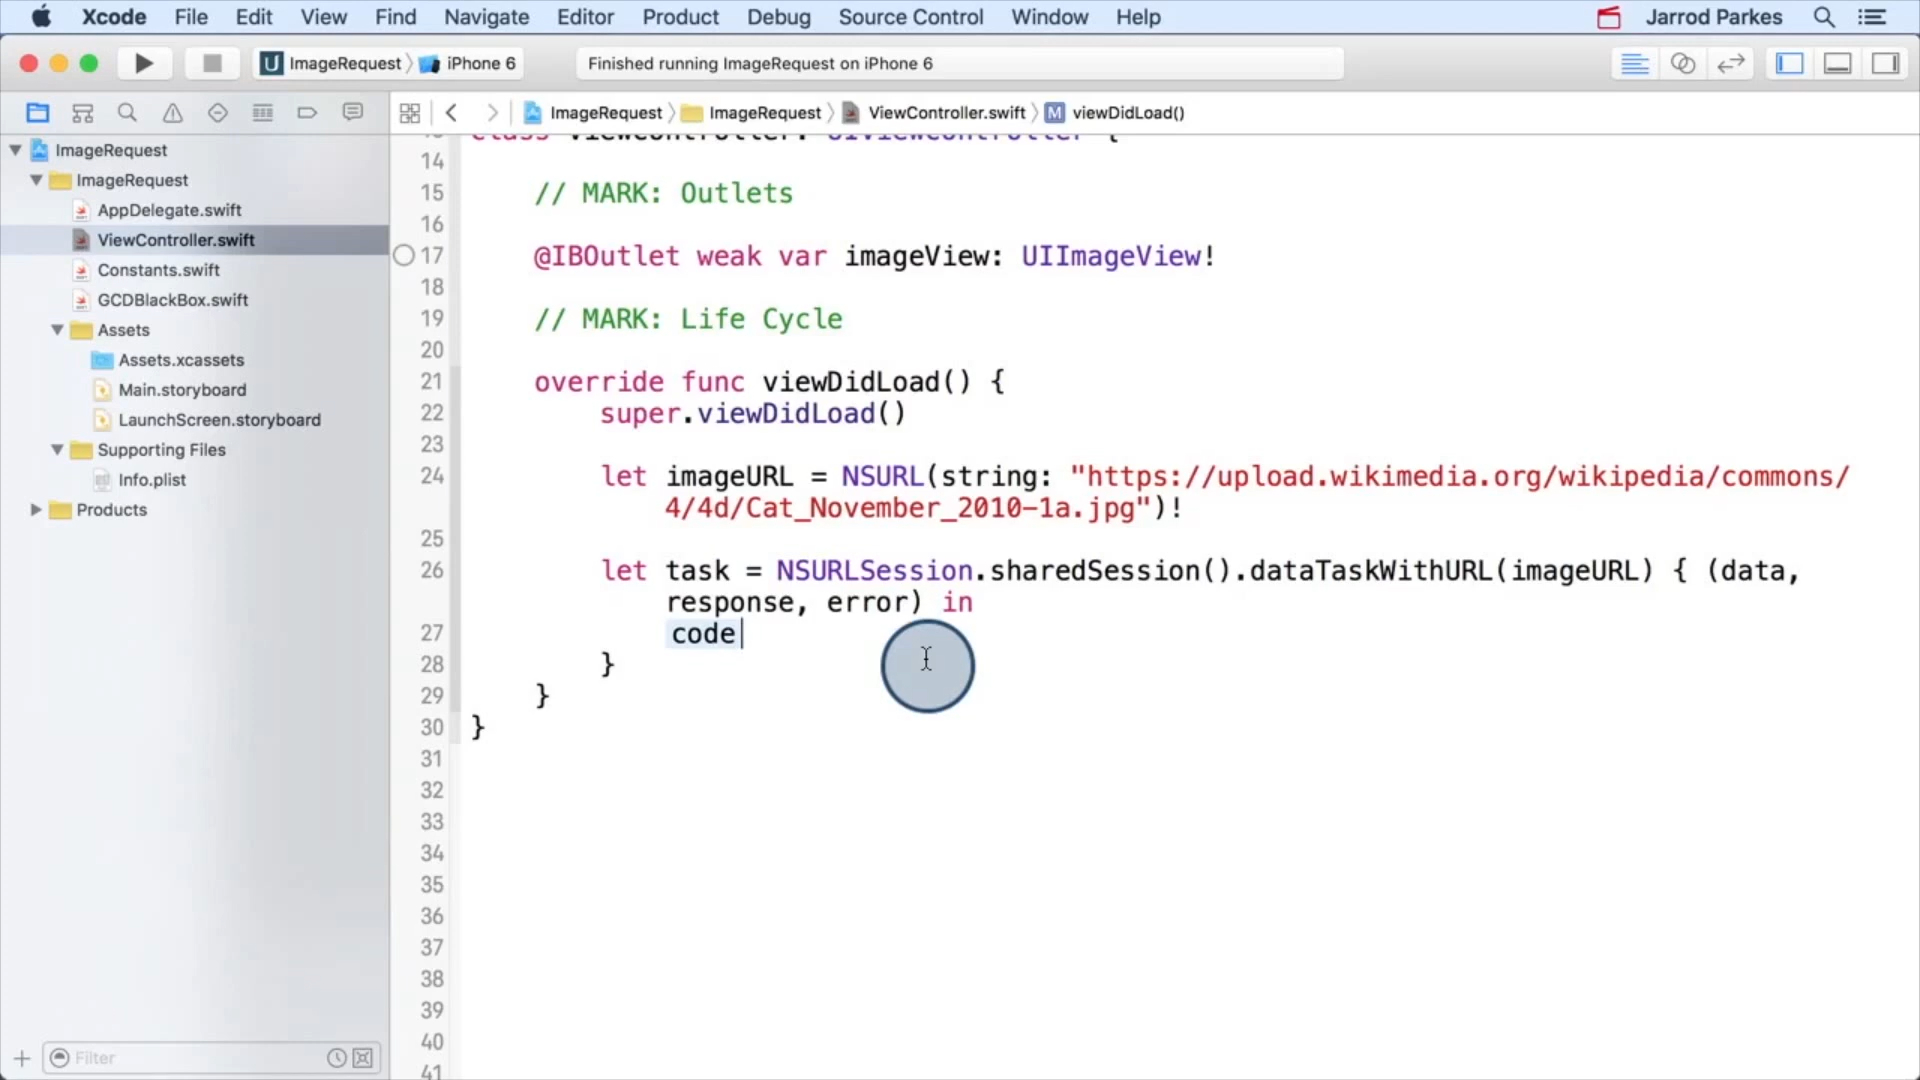 Xcode File Edit View Find Navigate Editor Product Debug Source Control Window Help Jarrod Parkes
ImageRequest iPhone 6 Finished running ImageRequest on iPhone 6
ImageRequest ImageRequest ViewController.swift M viewDidLoad()
ImageRequest
ImageRequest
AppDelegate.swift
ViewController.swift
Constants.swift
GCDBlackBox.swift
Assets
Assets.xcassets
Main.storyboard
LaunchScreen.storyboard
Supporting Files
Info.plist
Products
Filter
class ViewController: UIViewController {
14
15 // MARK: Outlets
16
17 @IBOutlet weak var imageView: UIImageView!
18
19 // MARK: Life Cycle
20
21 override func viewDidLoad() {
22 super.viewDidLoad()
23
24 let imageURL = NSURL(string: "https://upload.wikimedia.org/wikipedia/commons/
4/4d/Cat_November_2010-1a.jpg")!
25
26 let task = NSURLSession.sharedSession().dataTaskWithURL(imageURL) { (data,
response, error) in
27 code
28 }
29 }
30 }
31
32
33
34
35
36
37
38
39
40
41